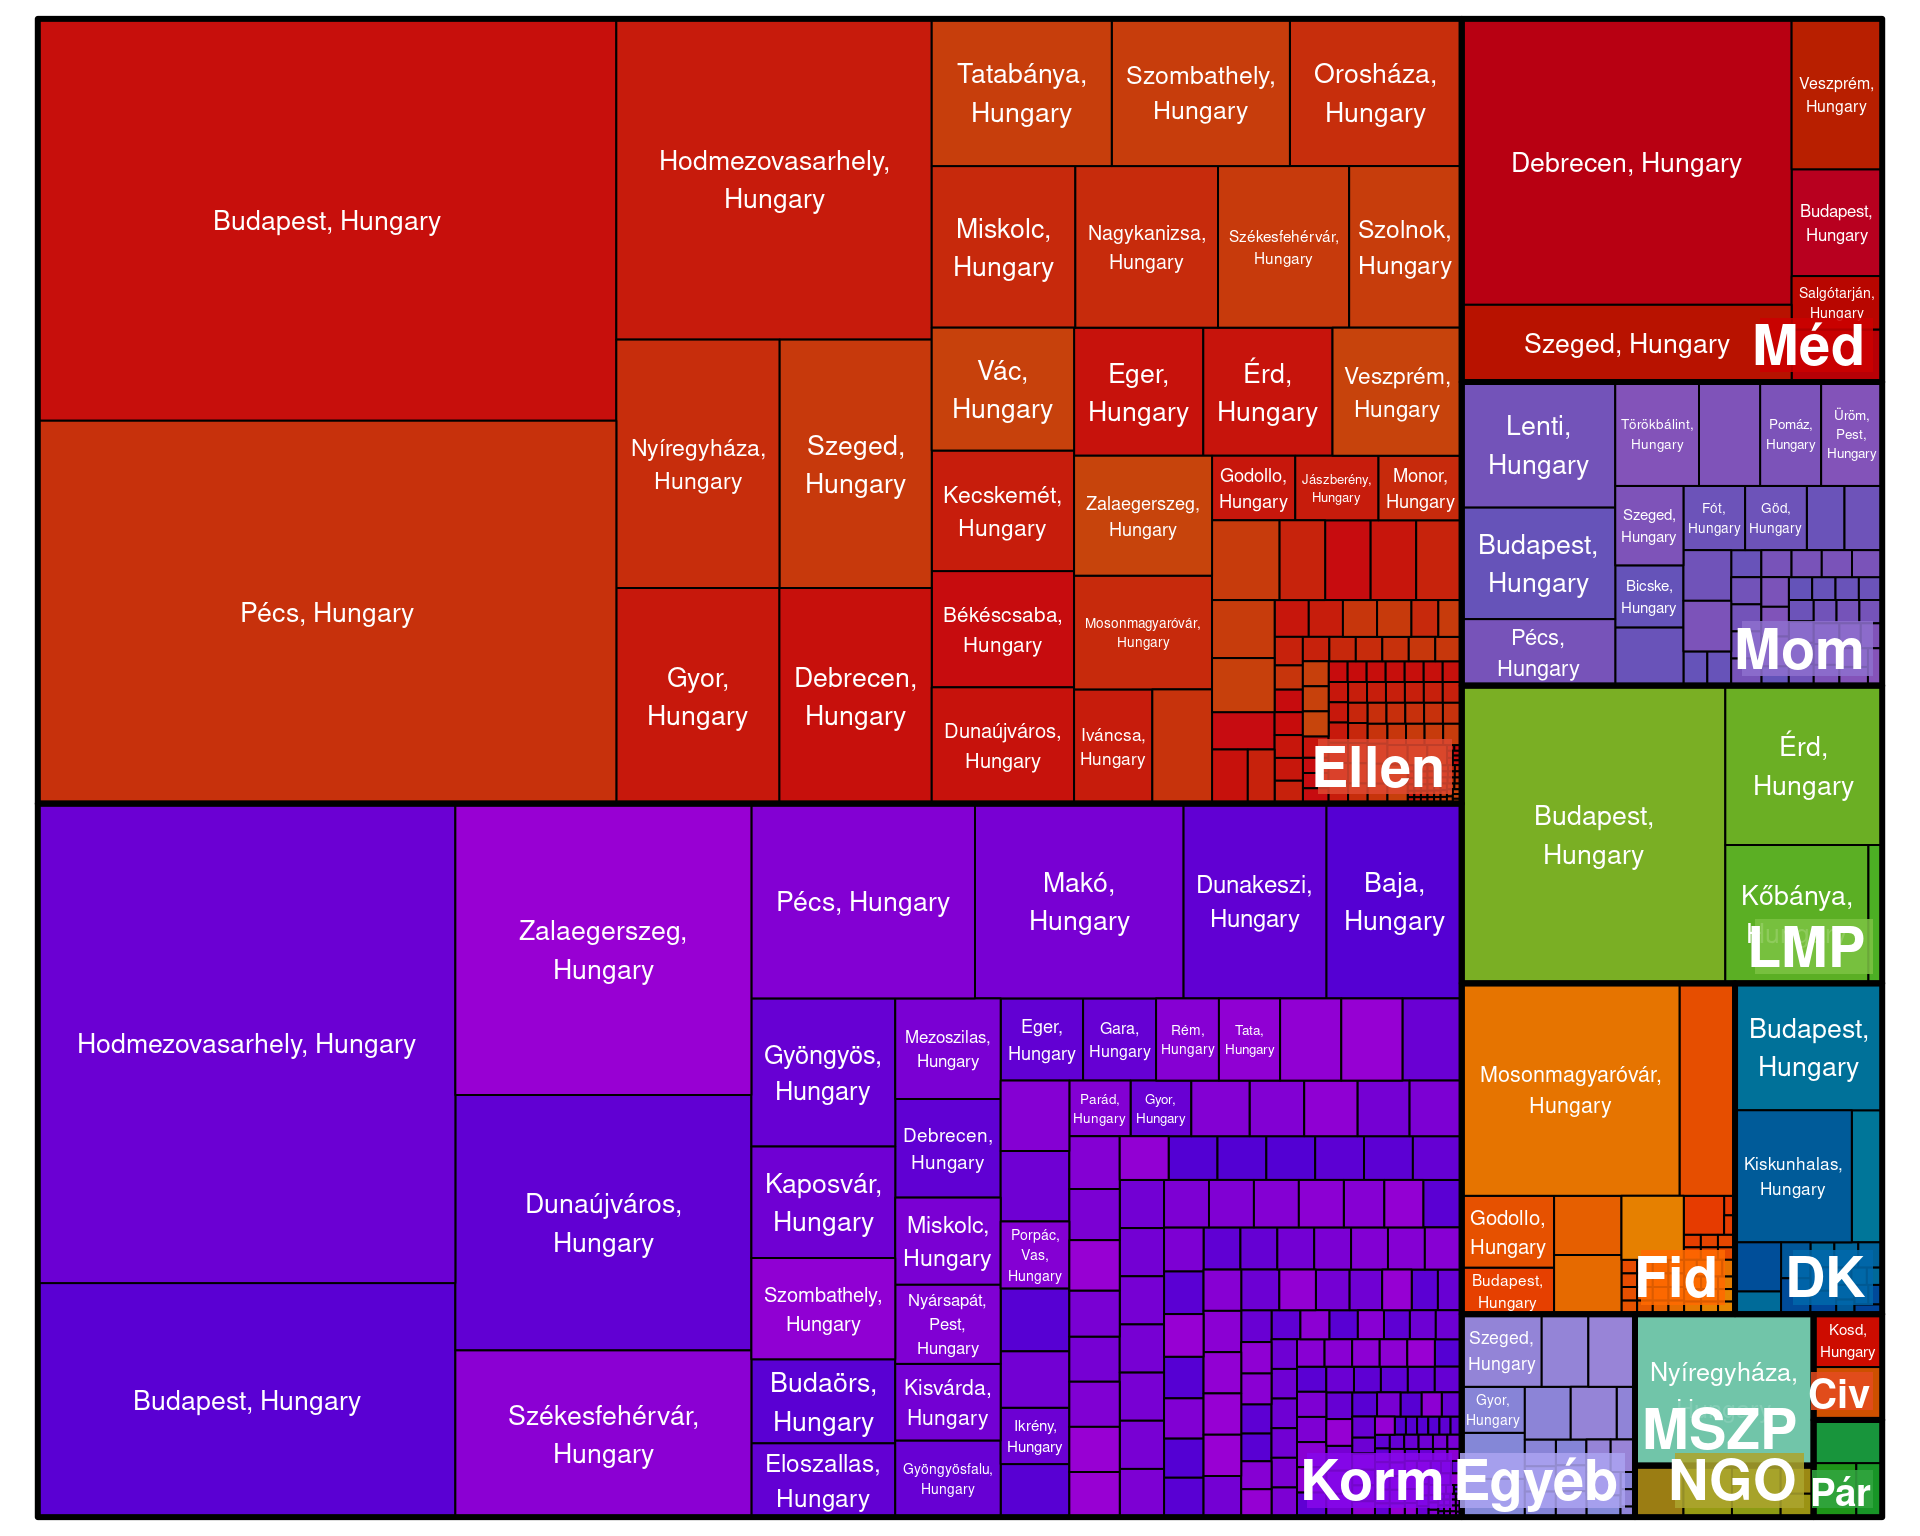 Budapest, Hungary
Pécs, Hungary
Hodmezovasarhely,
Hungary
Nyíregyháza,
Hungary
Szeged,
Hungary
Gyor,
Hungary
Debrecen,
Hungary
Tatabánya,
Hungary
Szombathely,
Hungary
Orosháza,
Hungary
Miskolc,
Hungary
Nagykanizsa,
Hungary
Székesfehérvár,
Hungary
Szolnok,
Hungary
Vác,
Hungary
Eger,
Hungary
Érd,
Hungary
Veszprém,
Hungary
Kecskemét,
Hungary
Békéscsaba,
Hungary
Dunaújváros,
Hungary
Zalaegerszeg,
Hungary
Mosonmagyaróvár,
Hungary
Iváncsa,
Hungary
Godollo,
Hungary
Jászberény,
Hungary
Monor,
Hungary
Ellen
Debrecen, Hungary
Szeged, Hungary
Veszprém,
Hungary
Budapest,
Hungary
Salgótarján,
Hungary
Méd
Lenti,
Hungary
Budapest,
Hungary
Pécs,
Hungary
Törökbálint,
Hungary
Pomáz,
Hungary
Üröm,
Pest,
Hungary
Szeged,
Hungary
Fót,
Hungary
Göd,
Hungary
Bicske,
Hungary
Mom
Budapest,
Hungary
Érd,
Hungary
Kőbánya,
LMP
Hodmezovasarhely, Hungary
Budapest, Hungary
Zalaegerszeg,
Hungary
Dunaújváros,
Hungary
Székesfehérvár,
Hungary
Pécs, Hungary
Makó,
Hungary
Dunakeszi,
Hungary
Baja,
Hungary
Gyöngyös,
Hungary
Kaposvár,
Hungary
Szombathely,
Hungary
Budaörs,
Hungary
Eloszallas,
Hungary
Mezoszilas,
Hungary
Debrecen,
Hungary
Miskolc,
Hungary
Nyársapát,
Pest,
Hungary
Kisvárda,
Hungary
Gyöngyösfalu,
Hungary
Eger,
Hungary
Gara,
Hungary
Rém,
Hungary
Tata,
Hungary
Parád,
Hungary
Gyor,
Hungary
Porpác,
Vas,
Hungary
Ikrény,
Hungary
Korm
Mosonmagyaróvár,
Hungary
Godollo,
Hungary
Budapest,
Hungary
Fid
Budapest,
Hungary
Kiskunhalas,
Hungary
DK
Szeged,
Hungary
Gyor,
Hungary
Egyéb
Nyíregyháza,
MSZP
NGO
Kosd,
Hungary
Civ
Pár